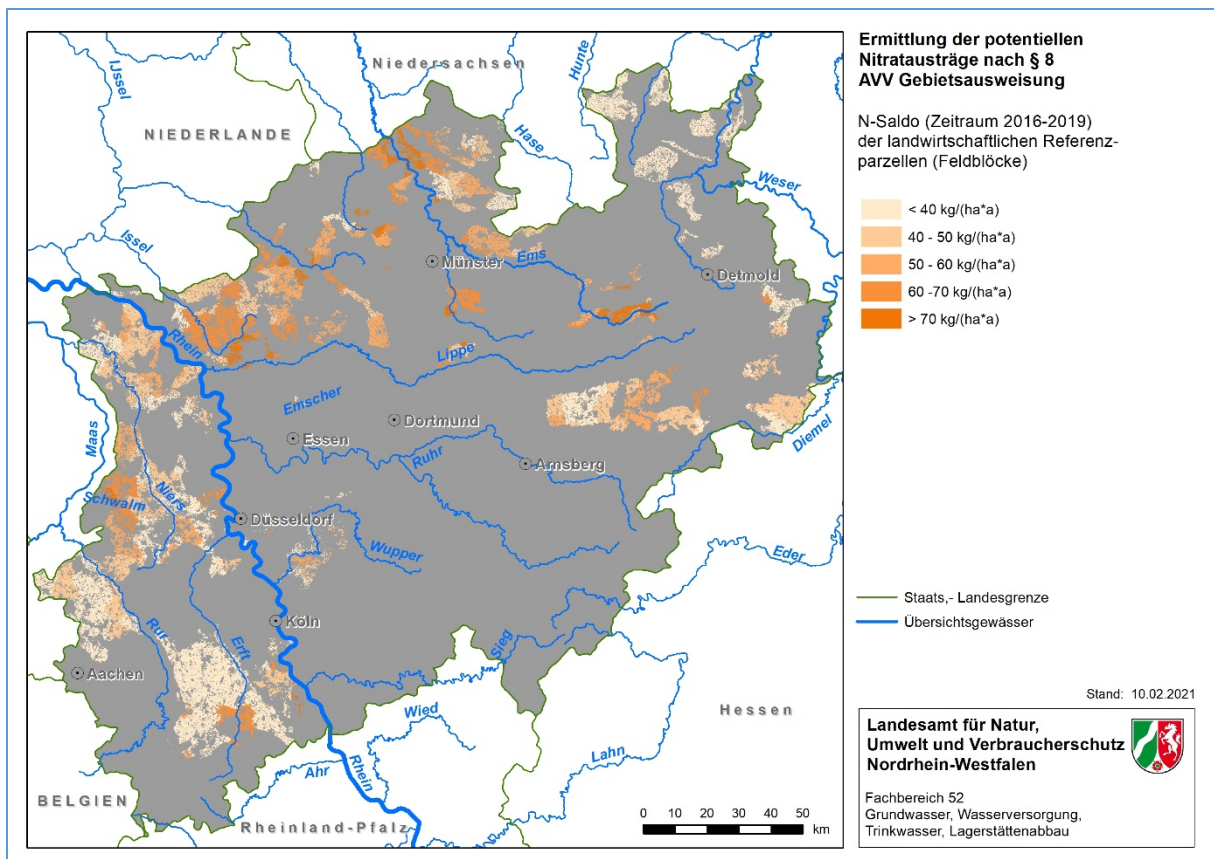 Ermittlung der potentiellen
Nitratausträge nach § 8
AVV Gebietsausweisung
N-Saldo (Zeitraum 2016-2019)
der landwirtschaftlichen Referenz-
parzellen (Feldblöcke)
< 40 kg/(ha*a)
40 - 50 kg/(ha*a)
50 - 60 kg/(ha*a)
60 -70 kg/(ha*a)
> 70 kg/(ha*a)
Staats,- Landesgrenze
Übersichtsgewässer
Stand: 10.02.2021
Landesamt für Natur,
Umwelt und Verbraucherschutz
Nordrhein-Westfalen
Fachbereich 52
Grundwasser, Wasserversorgung,
Trinkwasser, Lagerstättenabbau
IJssel
Niedersachsen
Hunte
NIEDERLANDE
Hase
Weser
Issel
Münster
Ems
Detmold
Rhein
Lippe
Emscher
Dortmund
Essen
Diemel
Maas
Ruhr
Arnsberg
Schwalm
Niers
Düsseldorf
Wupper
Eder
Köln
Rur
Erft
Sieg
Aachen
Wied
Hessen
Lahn
Rhein
Ahr
BELGIEN
Rheinland-Pfalz
0 10 20 30 40 50
km